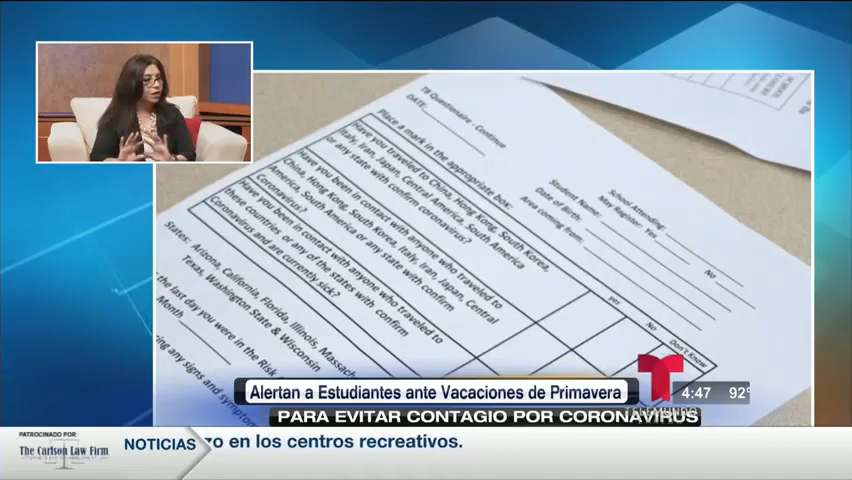 TB Questionnaire - Continue
DATE:
School Attending:
May Register: Yes No
Student Name:
Date of Birth:
Area coming from:
Place a mark in the appropriate box:
Yes No Don't Know
Have you traveled to China, Hong Kong, South Korea,
Italy, Iran, Japan, Central America, South America
or any state with confirm coronavirus?
Have you been in contact with anyone who traveled to
China, Hong Kong, South Korea, Italy, Iran, Japan, Central
America, South America or any state with confirm
Coronavirus?
Have you been in contact with anyone who traveled to
these countries or any of the states with confirm
Coronavirus and are currently sick?
States: Arizona, California, Florida, Illinois, Massach
Texas, Washington State & Wisconsin
the last day you were in the Risk
Month
ing any signs and symptom
Alertan a Estudiantes ante Vacaciones de Primavera
PARA EVITAR CONTAGIO POR CORONAVIRUS
TELEMUNDO
4:47 92°
PATROCINADO POR
The Carlson Law Firm
NOTICIAS
zo en los centros recreativos.